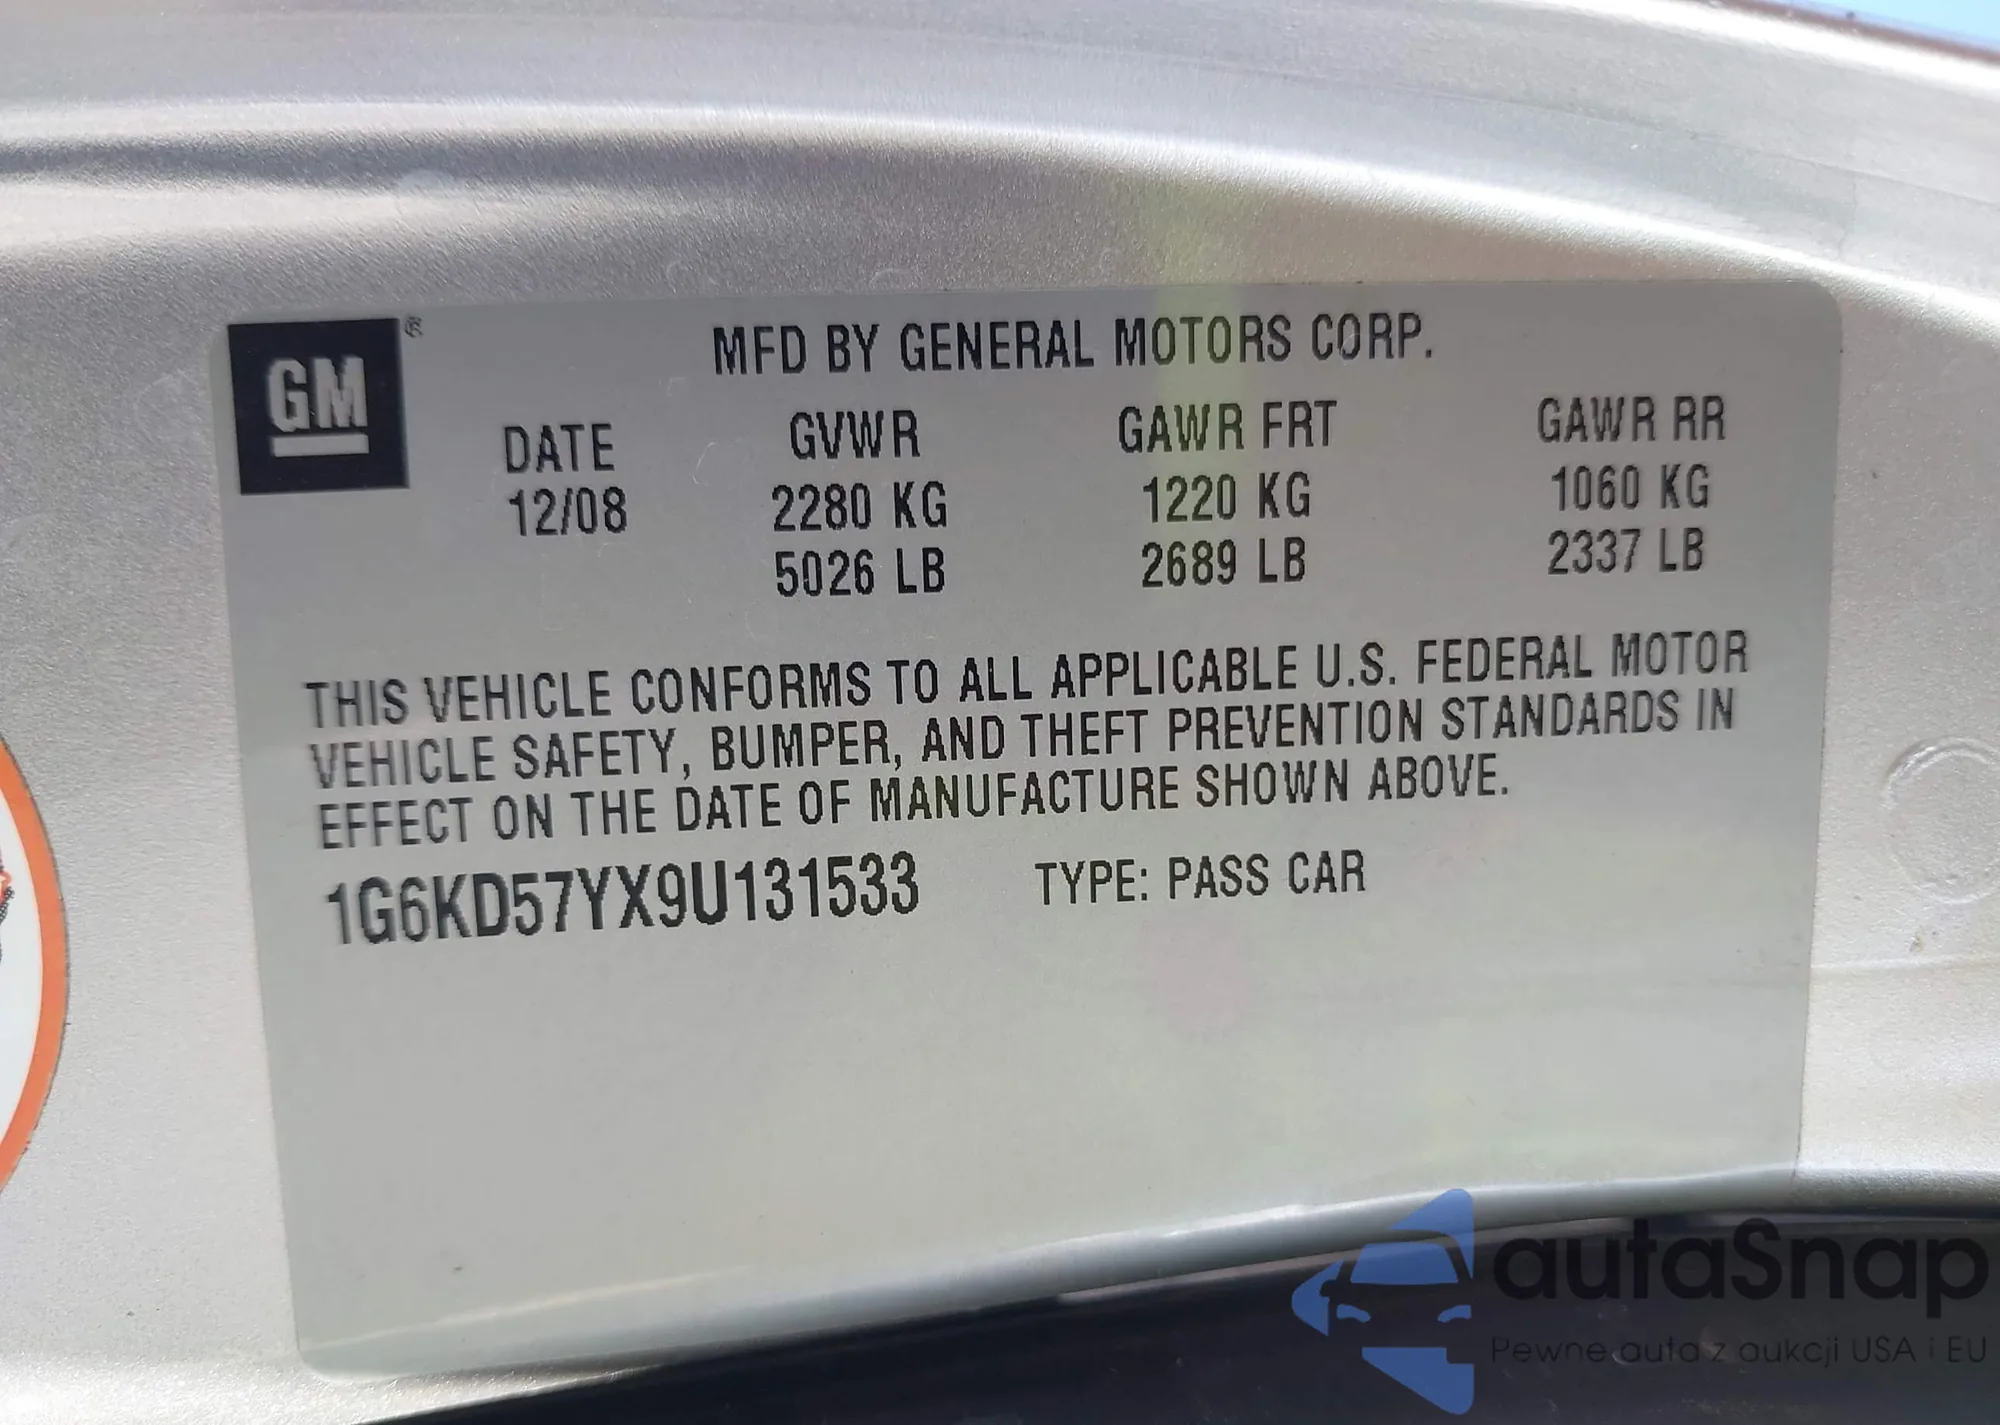 GM®
MFD BY GENERAL MOTORS CORP.
DATE GVWR GAWR FRT GAWR RR
12/08 2280 KG 1220 KG 1060 KG
5026 LB 2689 LB 2337 LB
THIS VEHICLE CONFORMS TO ALL APPLICABLE U.S. FEDERAL MOTOR
VEHICLE SAFETY, BUMPER, AND THEFT PREVENTION STANDARDS IN
EFFECT ON THE DATE OF MANUFACTURE SHOWN ABOVE.
1G6KD57YX9U131533 TYPE: PASS CAR
autaSnap
Pewne auta z aukcji USA i EU